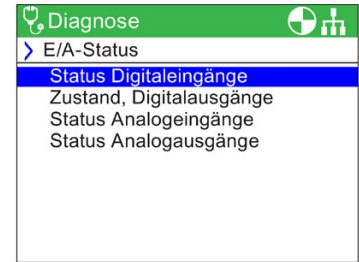 Diagnose
E/A-Status
Status Digitaleingänge
Zustand, Digitalausgänge
Status Analogeingänge
Status Analogausgänge